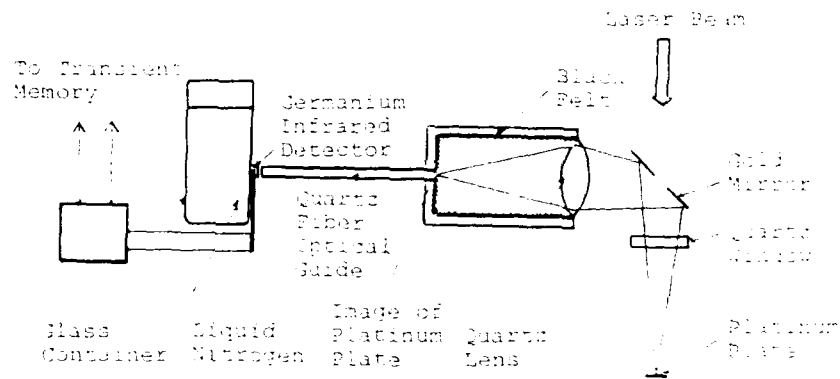 Laser Beam
To Transient
Memory
Black
Felt
Germanium
Infrared
Detector
Gold
Mirror
Quartz
Fiber
Optical
Guide
Quartz
Window
Glass
Container
Liquid
Nitrogen
Image of
Platinum
Plate
Quartz
Lens
Platinum
Plate